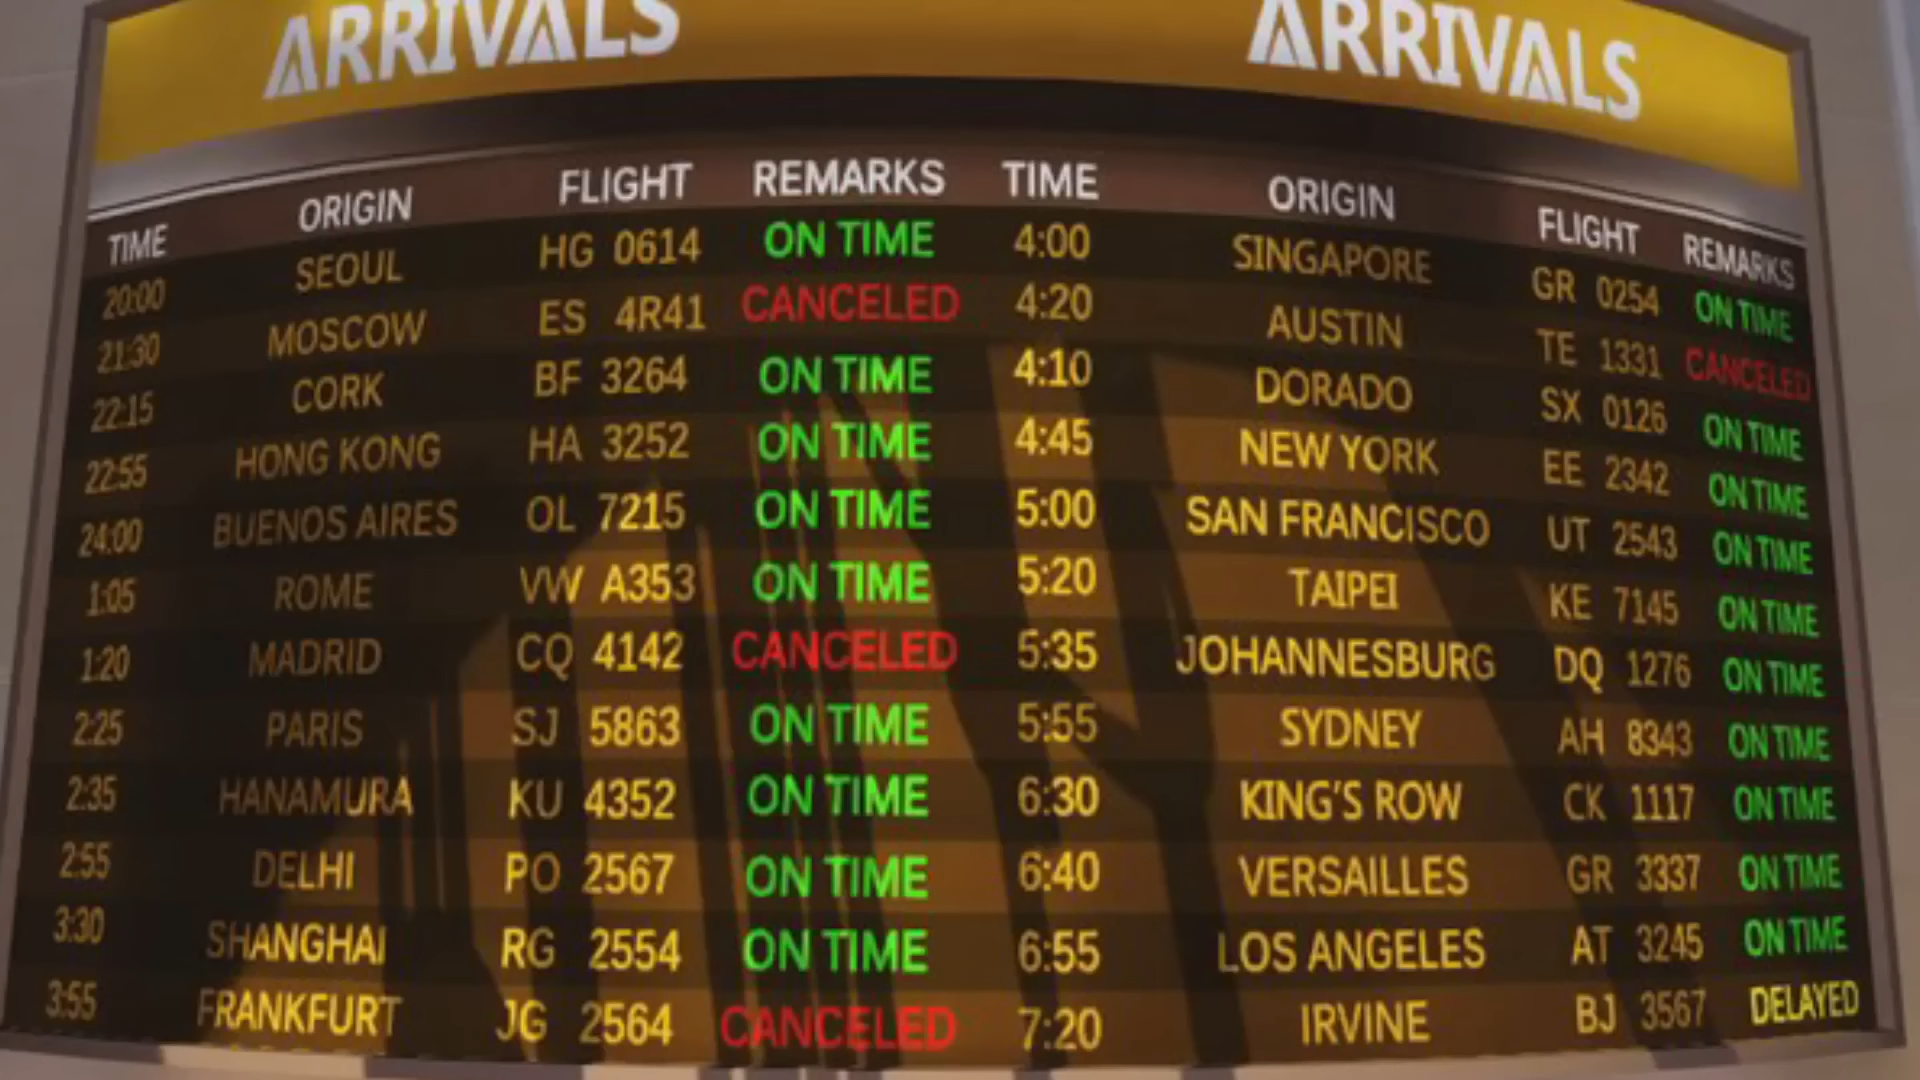 ARRIVALS
TIME ORIGIN FLIGHT REMARKS
20:00 SEOUL HG 0614 ON TIME
21:30 MOSCOW ES 4R41 CANCELED
22:15 CORK BF 3264 ON TIME
22:55 HONG KONG HA 3252 ON TIME
24:00 BUENOS AIRES OL 7215 ON TIME
1:05 ROME VW A353 ON TIME
1:20 MADRID CQ 4142 CANCELED
2:25 PARIS SJ 5863 ON TIME
2:35 HANAMURA KU 4352 ON TIME
2:55 DELHI PO 2567 ON TIME
3:30 SHANGHAI RG 2554 ON TIME
3:55 FRANKFURT JG 2564 CANCELED
ARRIVALS
TIME ORIGIN FLIGHT REMARKS
4:00 SINGAPORE GR 0254 ON TIME
4:20 AUSTIN TE 1331 CANCELED
4:10 DORADO SX 0126 ON TIME
4:45 NEW YORK EE 2342 ON TIME
5:00 SAN FRANCISCO UT 2543 ON TIME
5:20 TAIPEI KE 7145 ON TIME
5:35 JOHANNESBURG DQ 1276 ON TIME
5:55 SYDNEY AH 8343 ON TIME
6:30 KING'S ROW CK 1117 ON TIME
6:40 VERSAILLES GR 3337 ON TIME
6:55 LOS ANGELES AT 3245 ON TIME
7:20 IRVINE BJ 3567 DELAYED